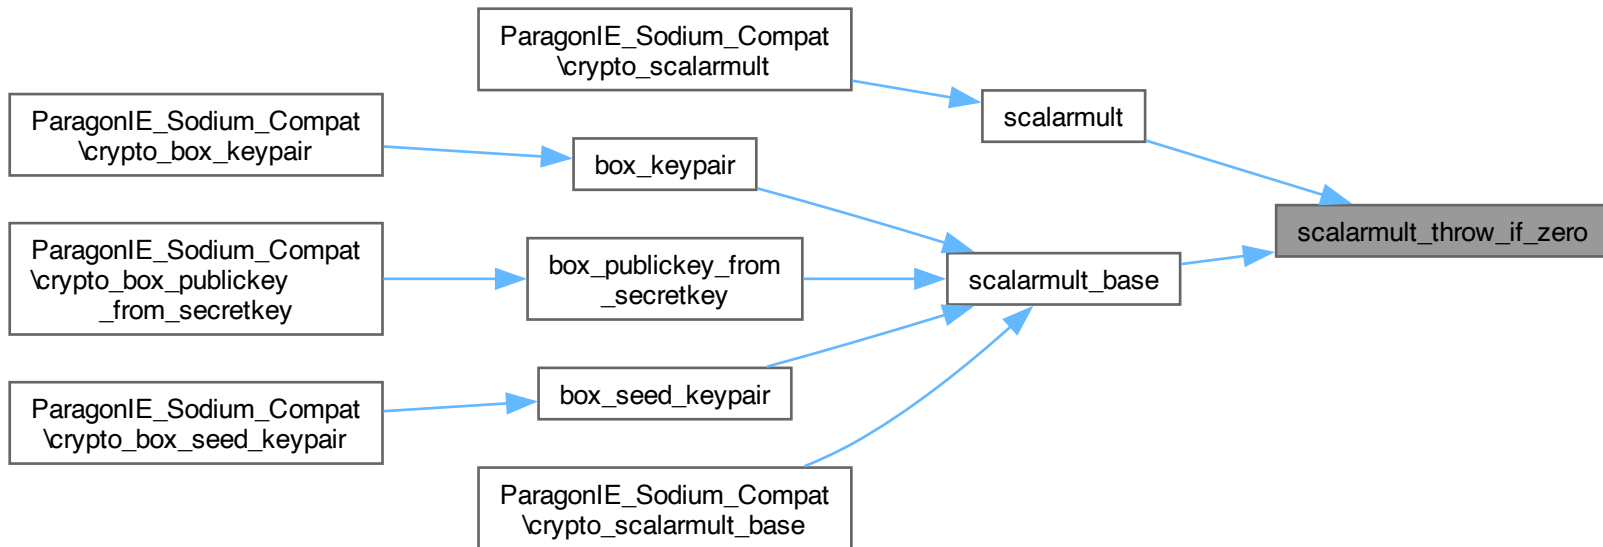 ParagonIE_Sodium_Compat
\crypto_scalarmult
scalarmult
ParagonIE_Sodium_Compat
\crypto_box_keypair
box_keypair
scalarmult_throw_if_zero
ParagonIE_Sodium_Compat
\crypto_box_publickey
_from_secretkey
box_publickey_from
_secretkey
scalarmult_base
ParagonIE_Sodium_Compat
\crypto_box_seed_keypair
box_seed_keypair
ParagonIE_Sodium_Compat
\crypto_scalarmult_base